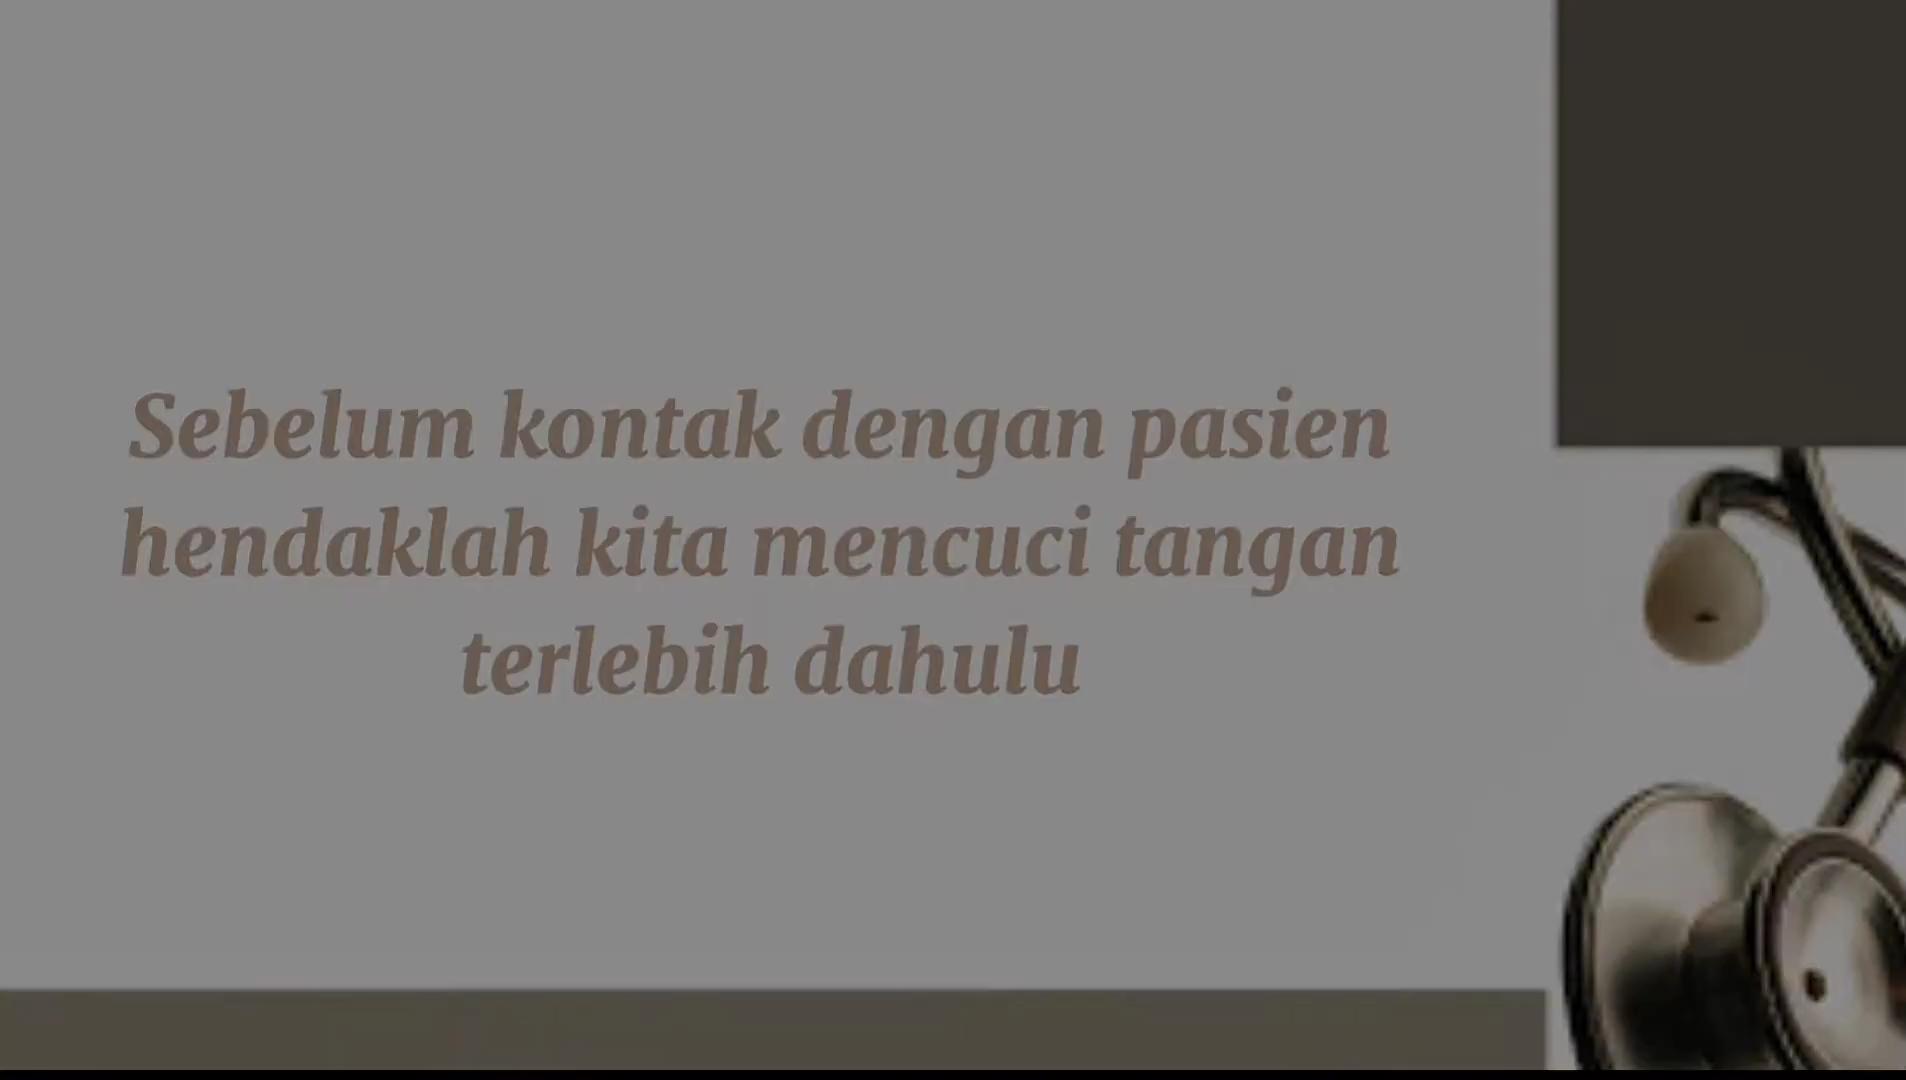 Sebelum kontak dengan pasien
hendaklah kita mencuci tangan
terlebih dahulu